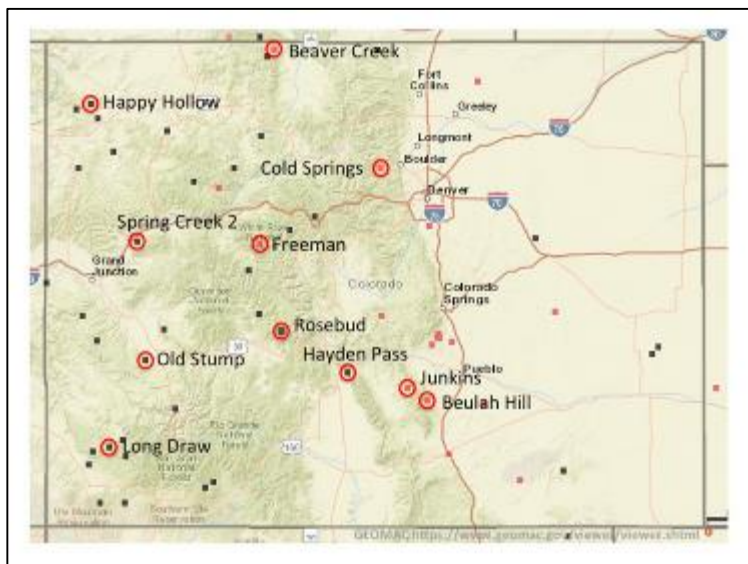 Beaver Creek
Happy Hollow
Fort
Collins
Greeley
76
Longmont
Cold Springs
Boulder
Denver
70
Spring Creek 2
Freeman
Grand
Junction
Colorado
Colorado
Springs
Rosebud
Hayden Pass
Old Stump
Junkins
Pueblo
Beulah Hill
Long Draw
GEOMAC https://www.geomac.gov/viewer/viewer.shtml